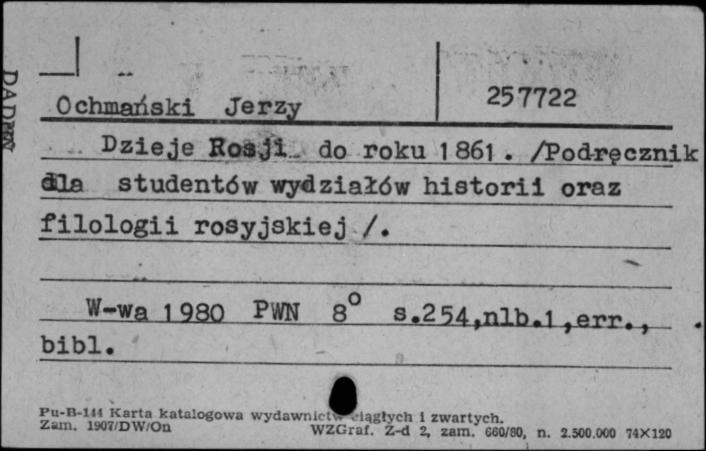 Ochmański Jerzy 257722
Dzieje Rosji do roku 1861. /Podręcznik
dla studentów wydziałów historii oraz
filologii rosyjskiej /.
W-wa 1980 PWN 8° s.254,nlb.1,err.,
bibl.
Pu-B-144 Karta katalogowa wydawnictw ciągłych i zwartych.
Zam. 1907/DW/On WZGraf. Z-d 2, zam. 660/80, n. 2.500.000 74×120